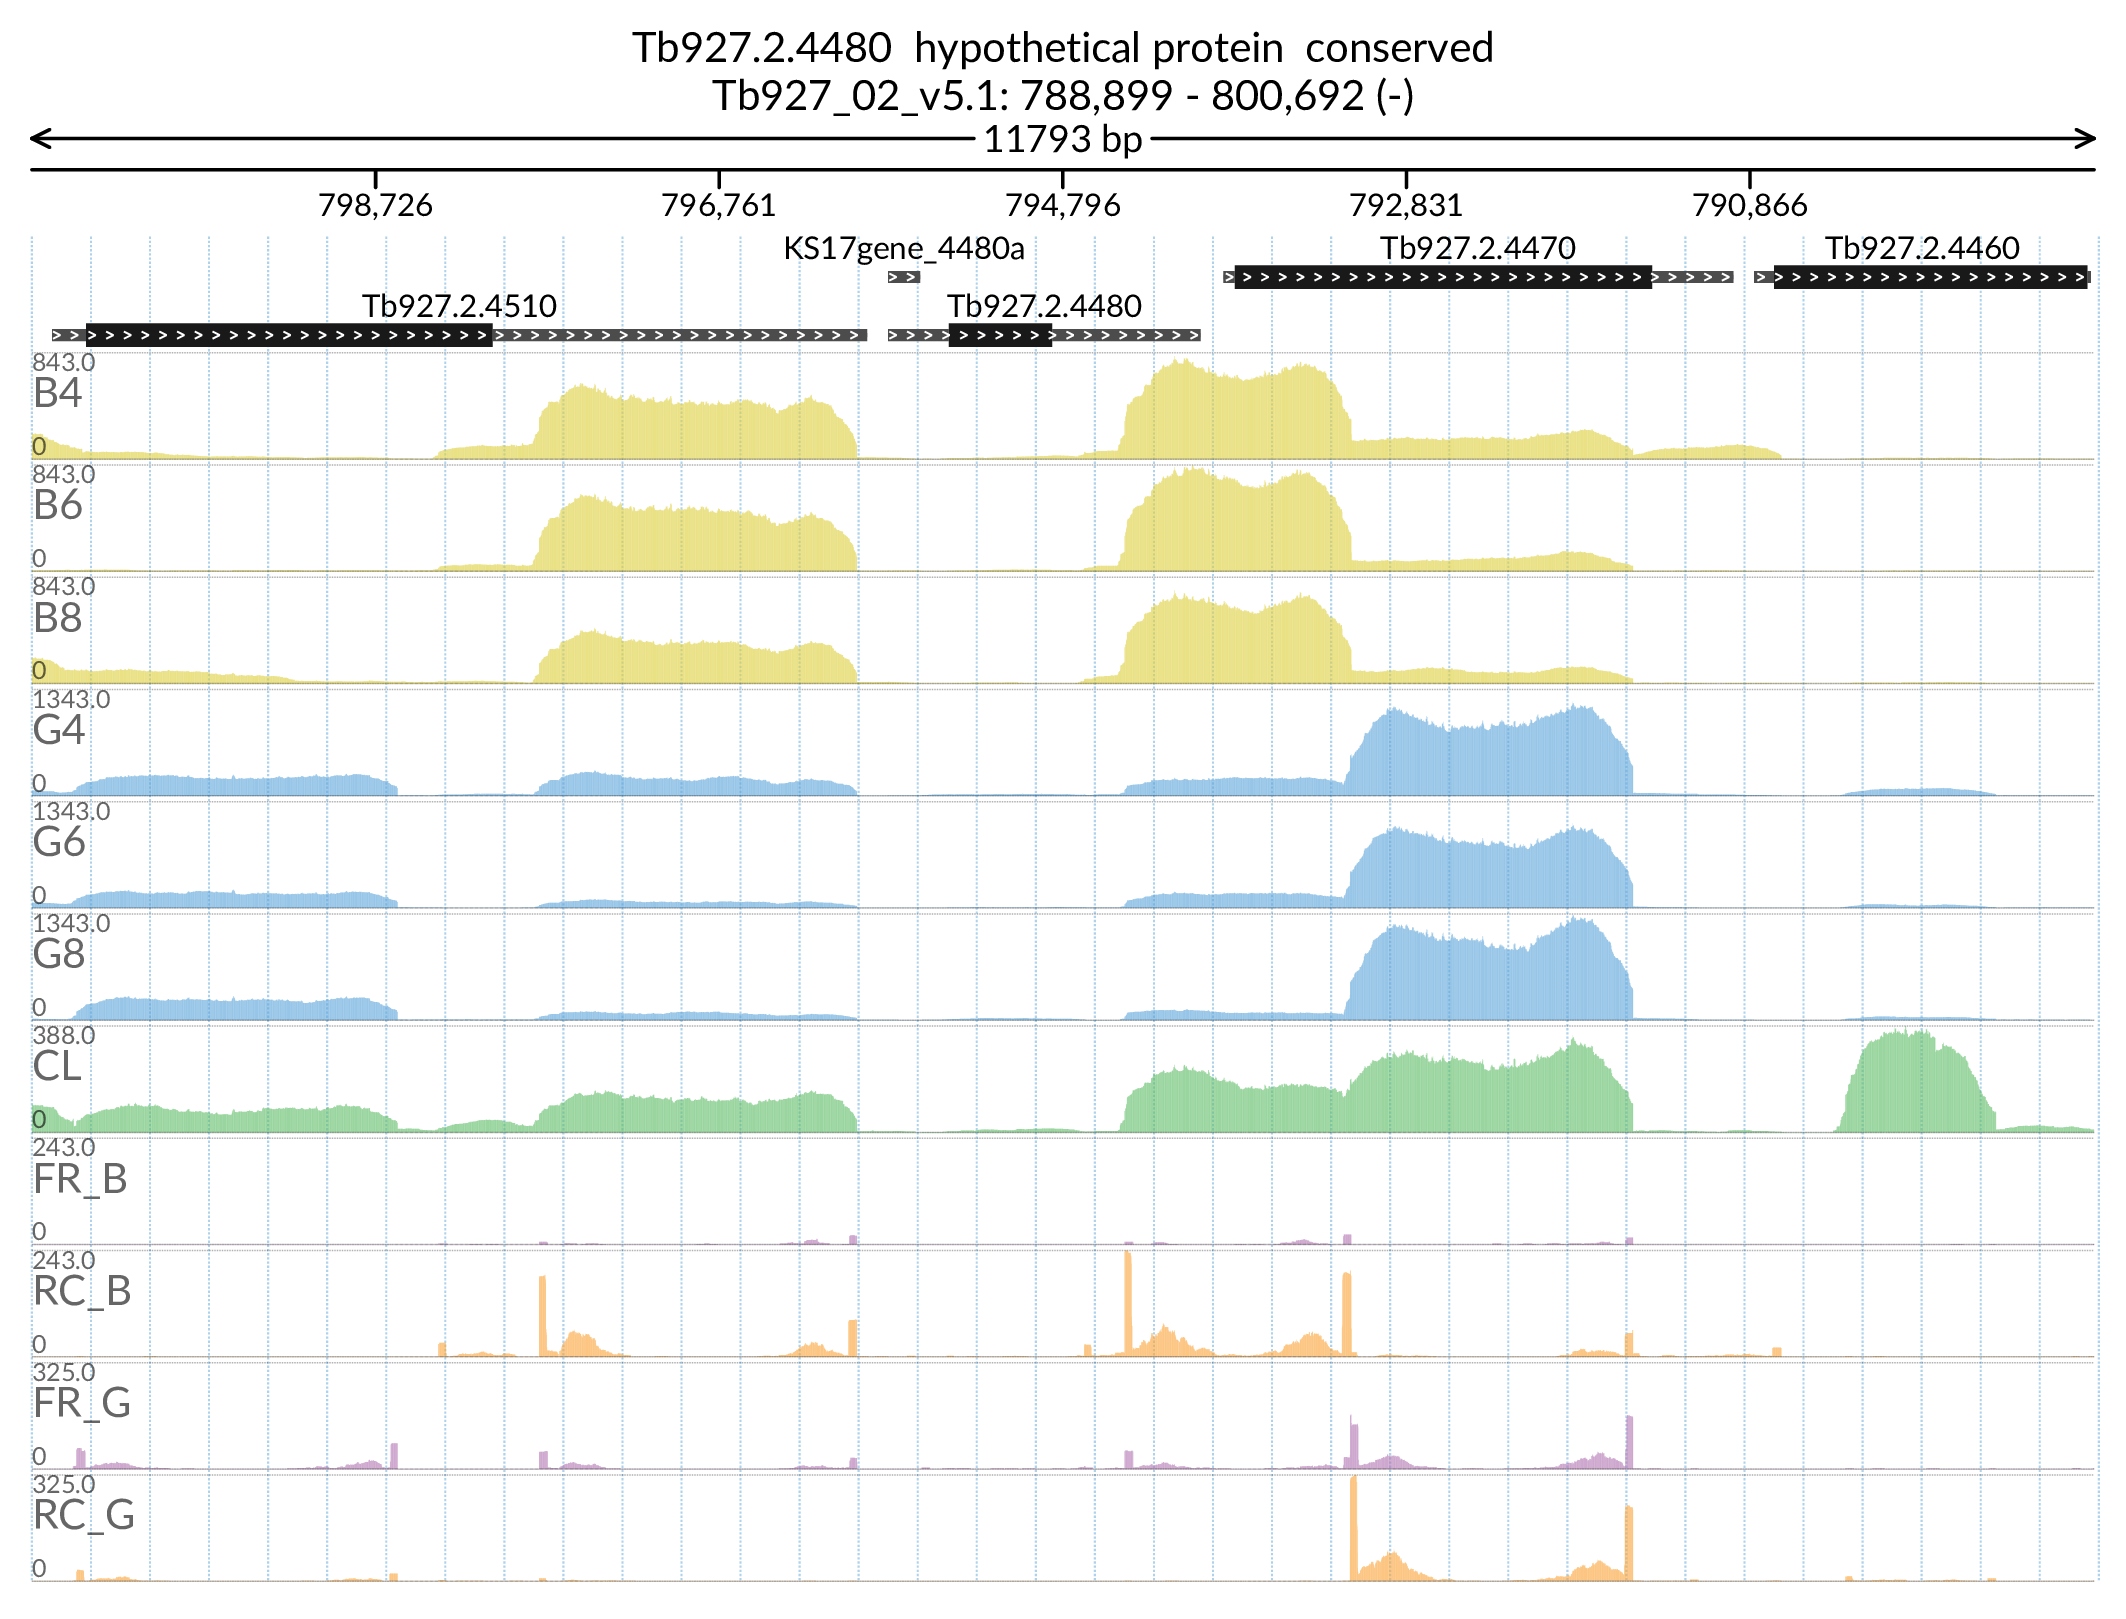 Tb927.2.4480  hypothetical protein  conserved
Tb927_02_v5.1: 788,899 - 800,692 (-)
11793 bp
798,726 796,761 794,796 792,831 790,866
KS17gene_4480a Tb927.2.4470 Tb927.2.4460
Tb927.2.4510 Tb927.2.4480
843.0
B4
0
843.0
B6
0
843.0
B8
0
1343.0
G4
0
1343.0
G6
0
1343.0
G8
0
388.0
CL
0
243.0
FR_B
0
243.0
RC_B
0
325.0
FR_G
0
325.0
RC_G
0